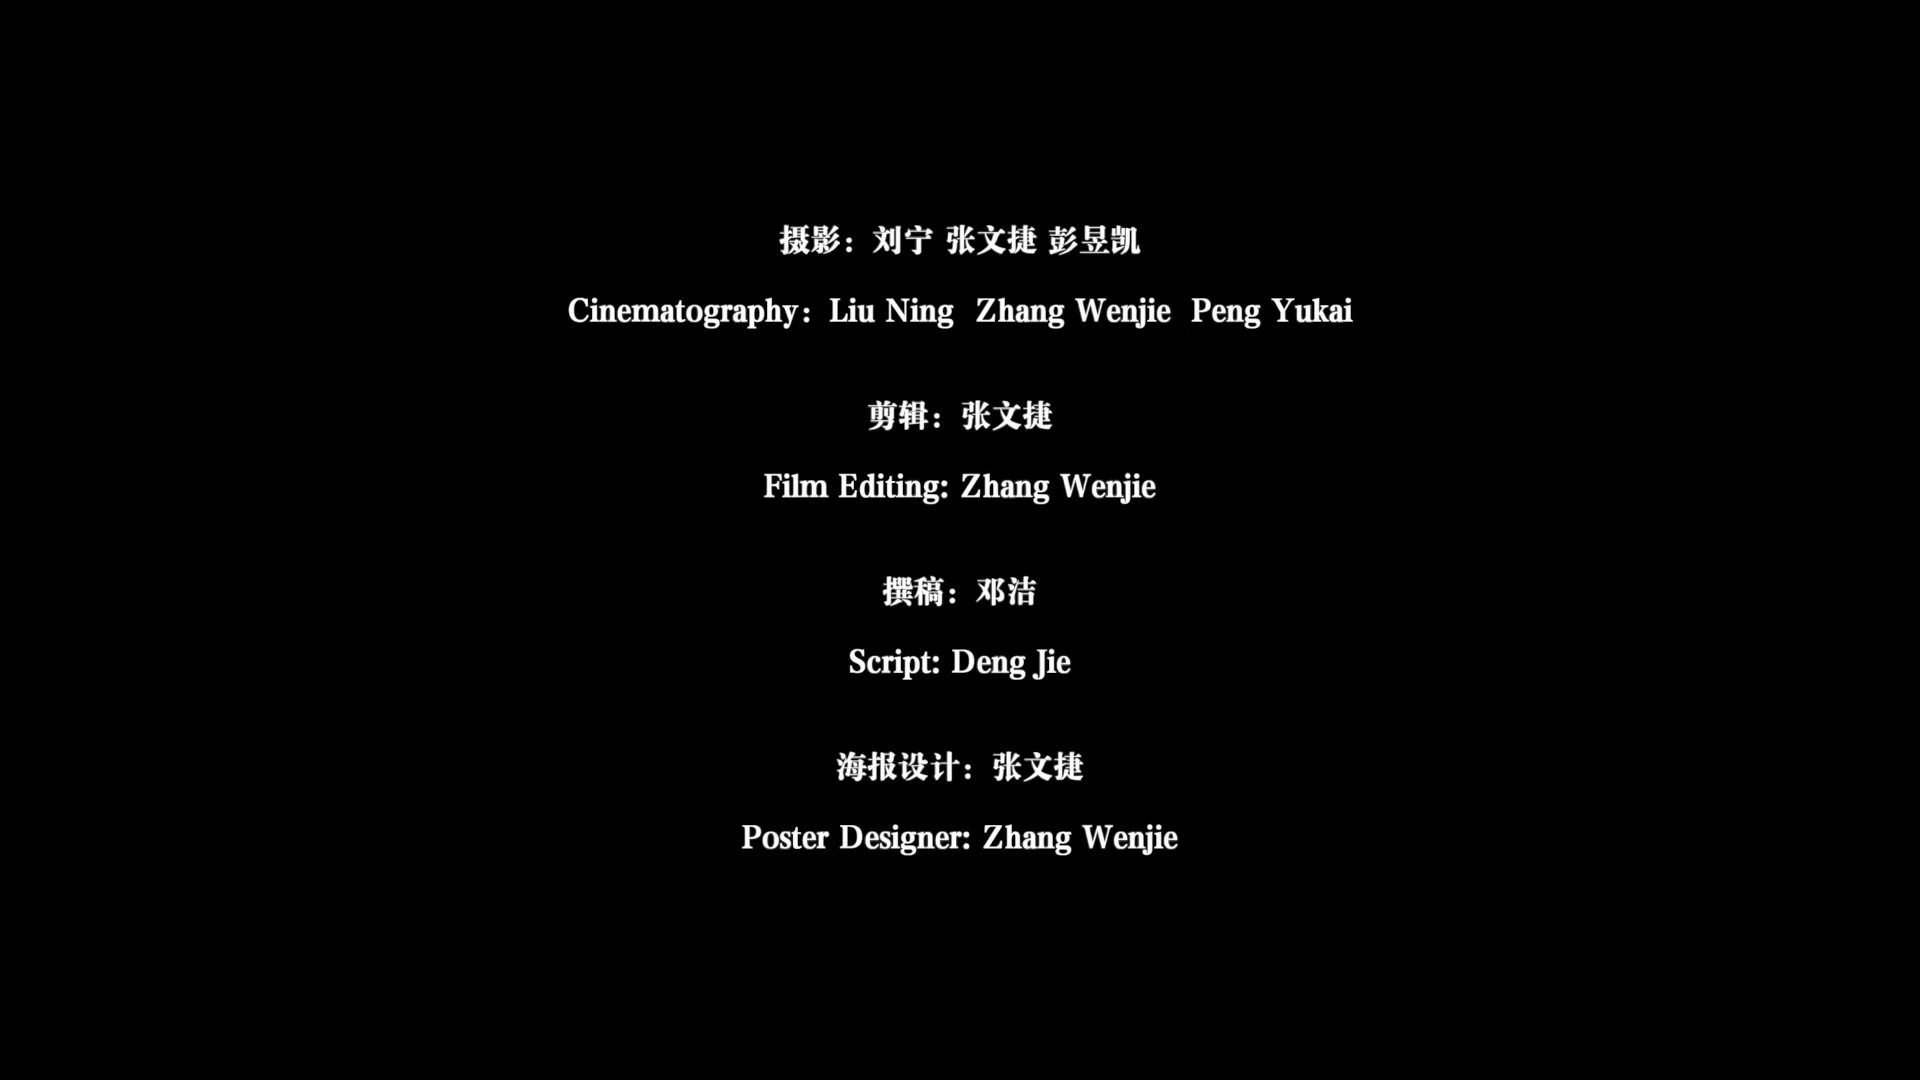 摄影：刘宁 张文捷 彭昱凯
Cinematography：Liu Ning  Zhang Wenjie  Peng Yukai
剪辑：张文捷
Film Editing: Zhang Wenjie
撰稿：邓洁
Script: Deng Jie
海报设计：张文捷
Poster Designer: Zhang Wenjie